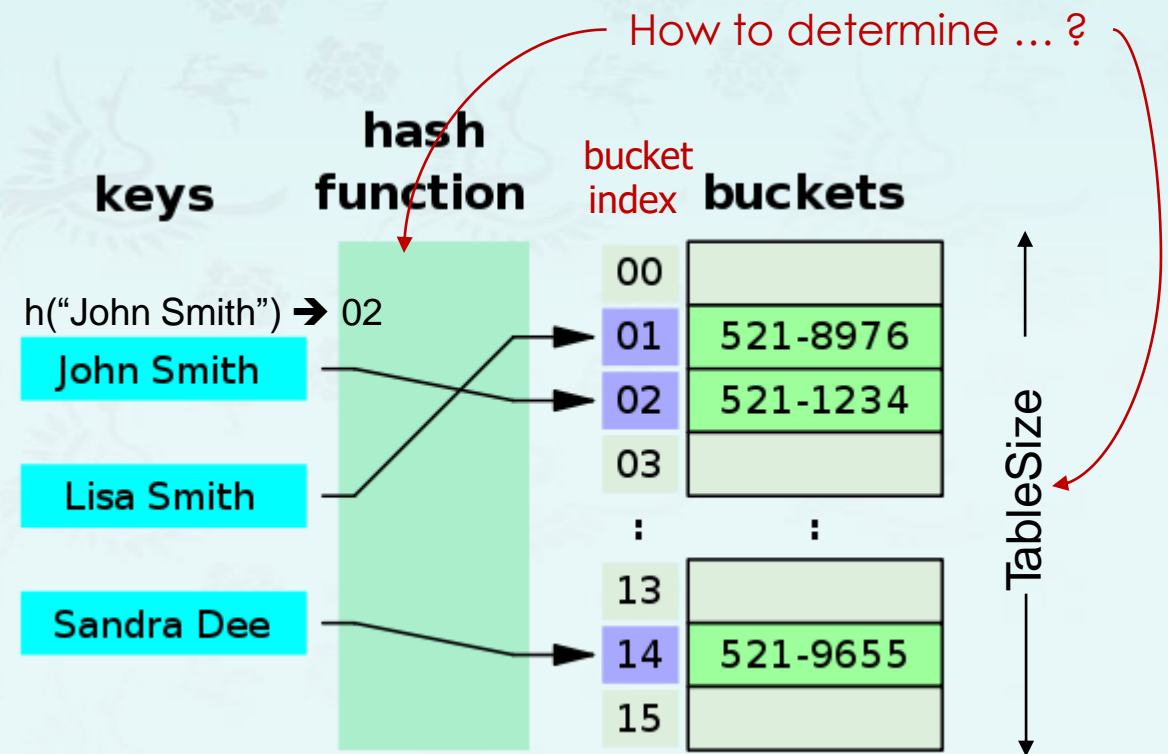 How to determine … ?
hash
function
keys
bucket
index
buckets
h(“John Smith”) ➔ 02
John Smith
Lisa Smith
Sandra Dee
00
01 521-8976
02 521-1234
03
: :
13
14 521-9655
15
TableSize